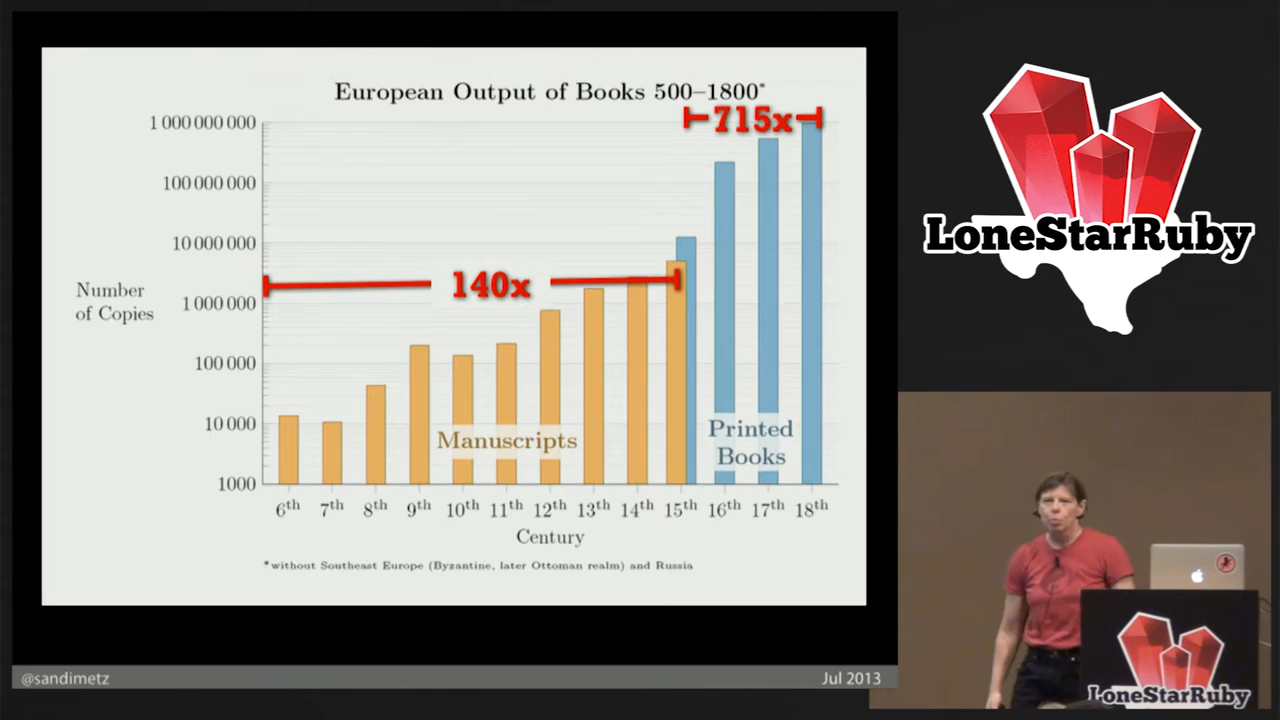 European Output of Books 500–1800*
715x
1 000 000 000
100 000 000
10 000 000
1 000 000
100 000
10 000
1000
Number
of Copies
140x
Manuscripts
Printed
Books
6th 7th 8th 9th 10th 11th 12th 13th 14th 15th 16th 17th 18th
Century
*without Southeast Europe (Byzantine, later Ottoman realm) and Russia
@sandimetz
Jul 2013
LoneStarRuby
LoneStarRuby